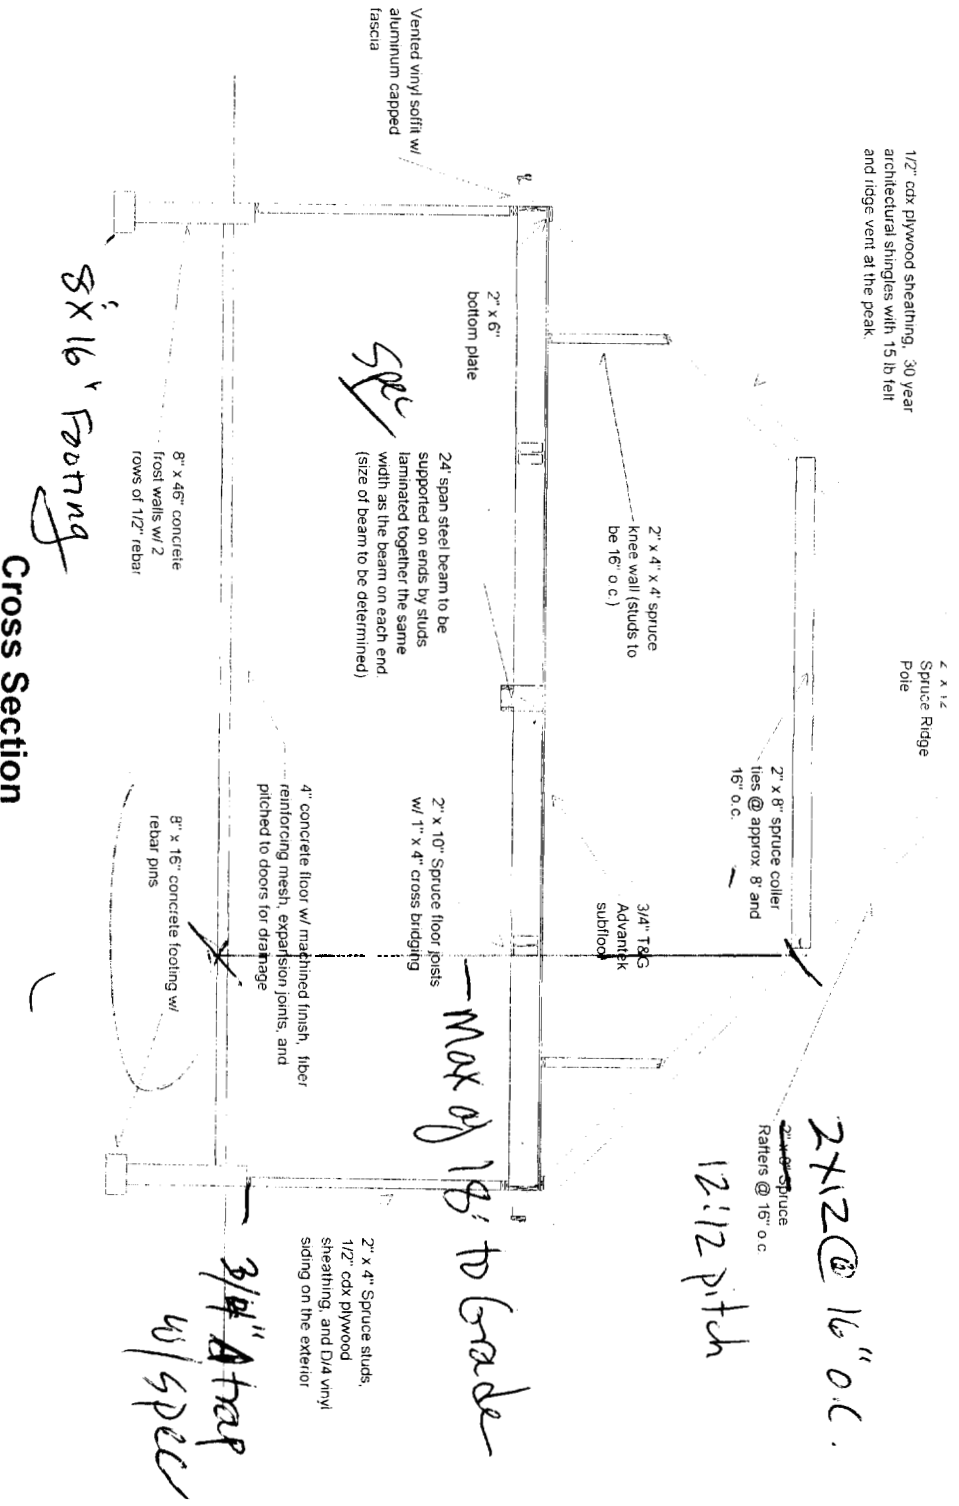 1/2" cdx plywood sheathing, 30 year
architectural shingles with 15 lb felt
and ridge vent at the peak.
2 x 12
Spruce Ridge
Pole
2X12@ 16" o.c.
2" x 8" Spruce
Rafters @ 16" o.c
12:12 pitch
2" x 8" spruce coller
ties @ approx 8' and
16" o.c.
2" x 4" x 4' spruce
knee wall (studs to
be 16" o.c.)
3/4" T&G
Advantek
subfloor
Vented vinyl soffit w/
aluminum capped
fascia
2" x 6"
bottom plate
Spec
24' span steel beam to be
supported on ends by studs
laminated together the same
width as the beam on each end.
(size of beam to be determined)
2" x 10" Spruce floor joists
w/ 1" x 4" cross bridging
Max of 18' to Grade
2" x 4" Spruce studs,
1/2" cdx plywood
sheathing, and D/4 vinyl
siding on the exterior
4" concrete floor w/ machined finish, fiber
reinforcing mesh, expansion joints, and
pitched to doors for drainage
8" x 46" concrete
frost walls w/ 2
rows of 1/2" rebar
8" x 16" concrete footing w/
rebar pins
8 X 16" Footing
w/ Spec
Cross Section